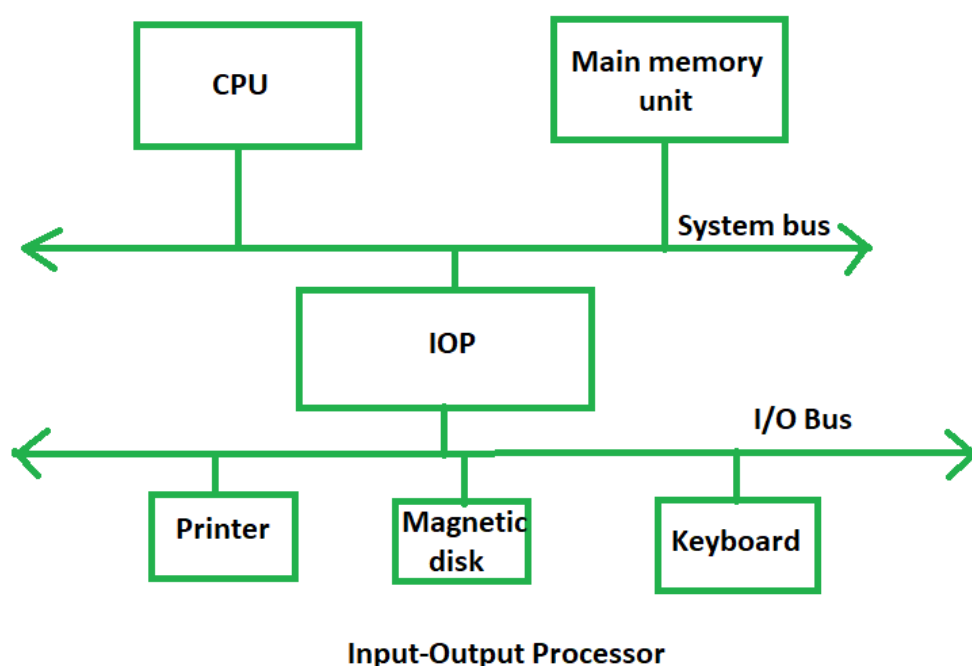 CPU
Main memory
unit
System bus
IOP
I/O Bus
Printer
Magnetic
disk
Keyboard
Input-Output Processor